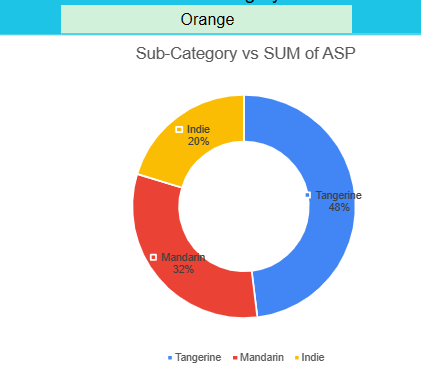 Orange
Sub-Category vs SUM of ASP
Indie
20%
Tangerine
48%
Mandarin
32%
Tangerine Mandarin Indie